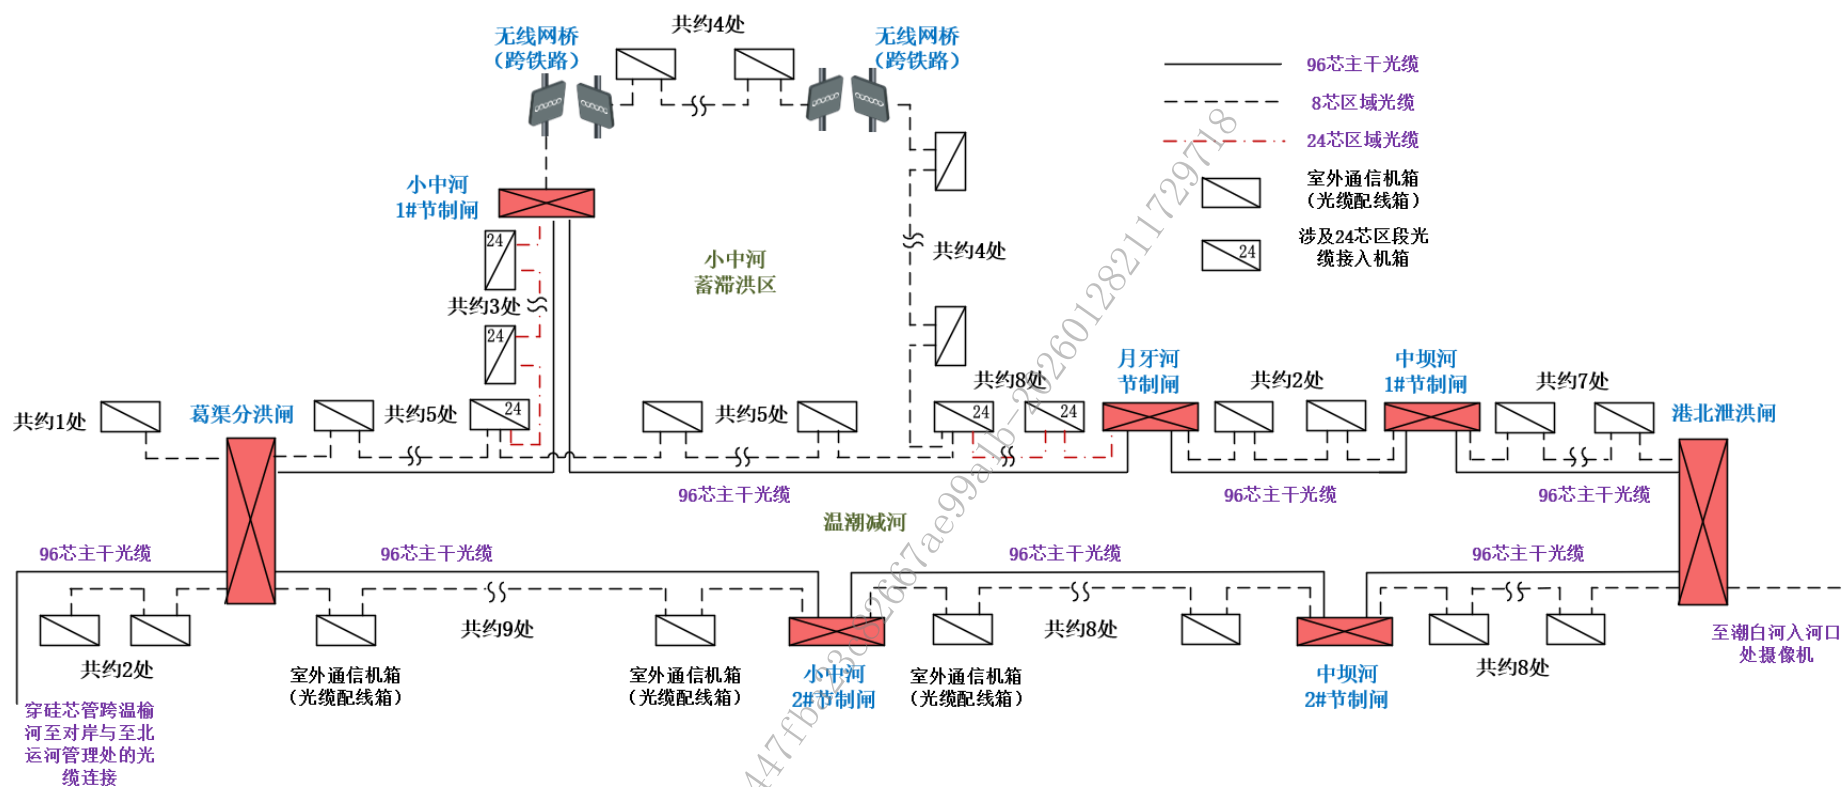 共约4处
无线网桥
（跨铁路）
无线网桥
（跨铁路）
96芯主干光缆
8芯区域光缆
24芯区域光缆
室外通信机箱
（光缆配线箱）
24
涉及24芯区段光
缆接入机箱
小中河
1#节制闸
24
共约3处
24
小中河
蓄滞洪区
共约4处
共约1处
葛渠分洪闸
共约5处
24
共约5处
共约8处
24
24
月牙河
节制闸
共约2处
中坝河
1#节制闸
共约7处
港北泄洪闸
96芯主干光缆
96芯主干光缆
96芯主干光缆
温潮减河
96芯主干光缆
96芯主干光缆
96芯主干光缆
96芯主干光缆
共约2处
共约9处
共约8处
共约8处
室外通信机箱
（光缆配线箱）
室外通信机箱
（光缆配线箱）
小中河
2#节制闸
室外通信机箱
（光缆配线箱）
中坝河
2#节制闸
至潮白河入河口
处摄像机
穿硅芯管跨温榆
河至对岸与至北
运河管理处的光
缆连接